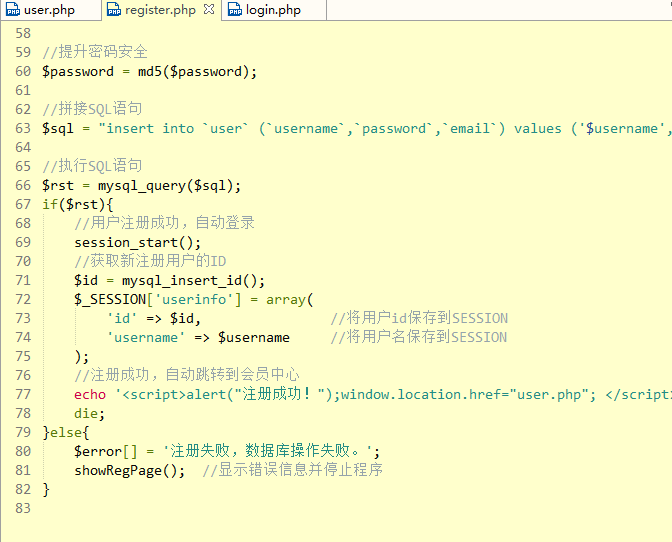 user.php register.php login.php
58
59 //提升密码安全
60 $password = md5($password);
61
62 //拼接SQL语句
63 $sql = "insert into `user` (`username`,`password`,`email`) values ('$username',
64
65 //执行SQL语句
66 $rst = mysql_query($sql);
67 if($rst){
68 //用户注册成功，自动登录
69 session_start();
70 //获取新注册用户的ID
71 $id = mysql_insert_id();
72 $_SESSION['userinfo'] = array(
73 'id' => $id, //将用户id保存到SESSION
74 'username' => $username //将用户名保存到SESSION
75 );
76 //注册成功，自动跳转到会员中心
77 echo '<script>alert("注册成功！");window.location.href="user.php"; </script>
78 die;
79 }else{
80 $error[] = '注册失败，数据库操作失败。';
81 showRegPage(); //显示错误信息并停止程序
82 }
83